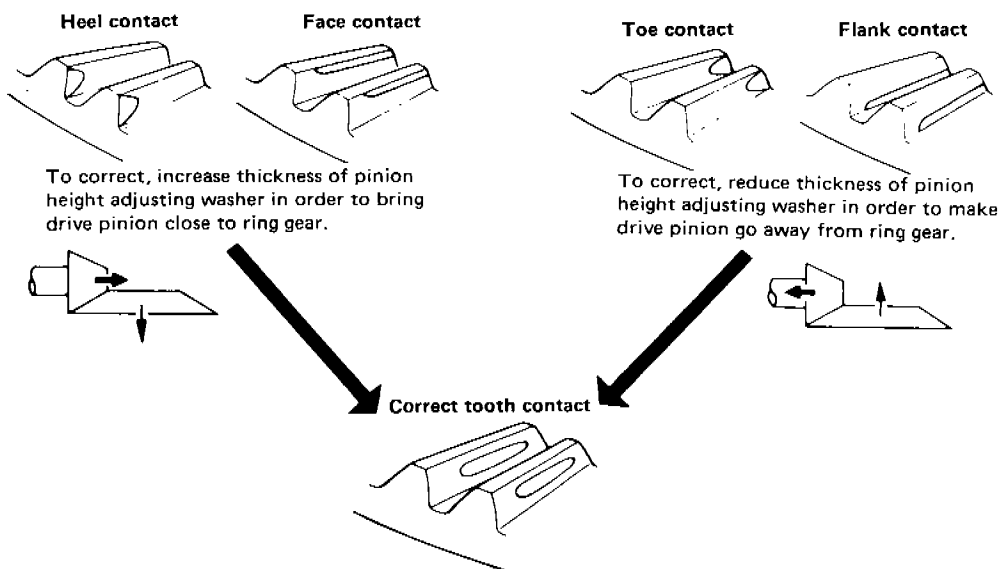 Heel contact
Face contact
To correct, increase thickness of pinion
height adjusting washer in order to bring
drive pinion close to ring gear.
Toe contact
Flank contact
To correct, reduce thickness of pinion
height adjusting washer in order to make
drive pinion go away from ring gear.
Correct tooth contact